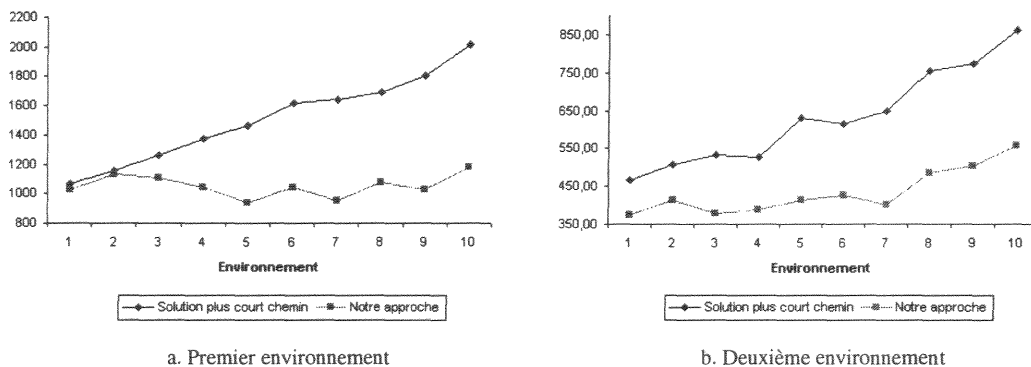 2200
2000
1800
1600
1400
1200
1000
800
1 2 3 4 5 6 7 8 9 10
Environnement
Solution plus court chemin Notre approche
a. Premier environnement
850,00
750,00
650,00
550,00
450,00
350,00
1 2 3 4 5 6 7 8 9 10
Environnement
Solution plus court chemin Notre approche
b. Deuxième environnement